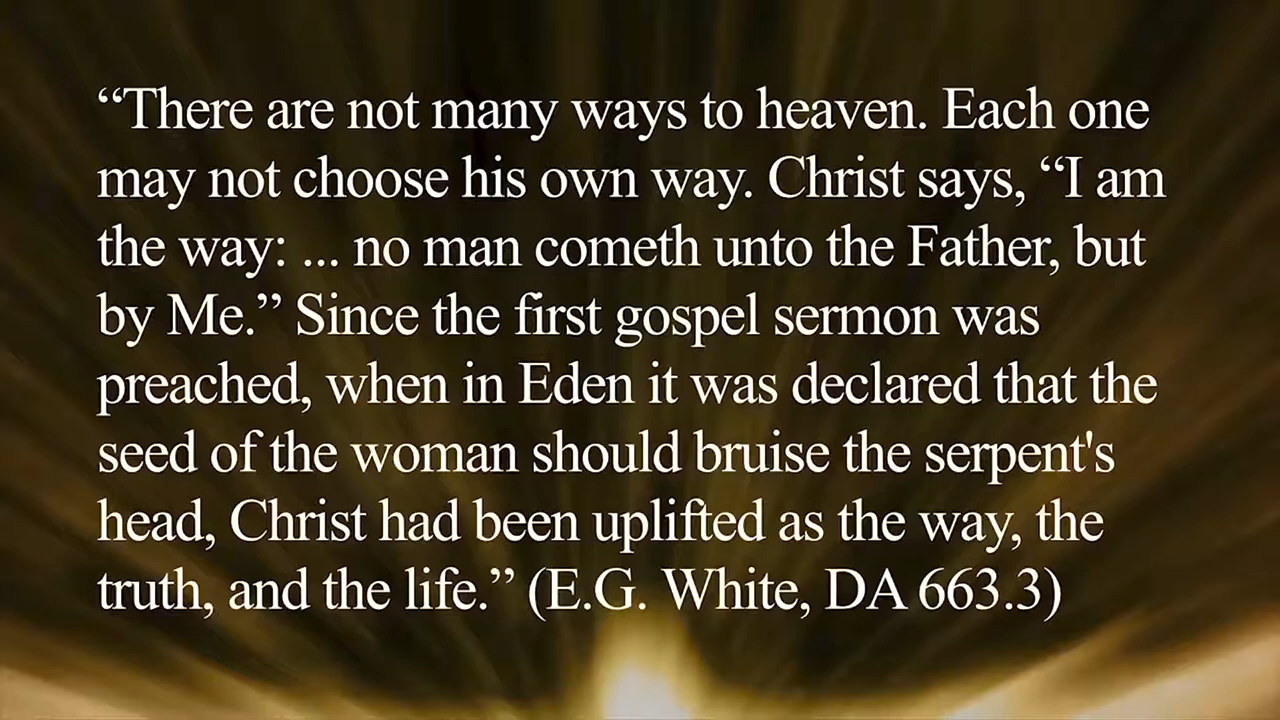 “There are not many ways to heaven. Each one
may not choose his own way. Christ says, “I am
the way: ... no man cometh unto the Father, but
by Me.” Since the first gospel sermon was
preached, when in Eden it was declared that the
seed of the woman should bruise the serpent's
head, Christ had been uplifted as the way, the
truth, and the life.” (E.G. White, DA 663.3)